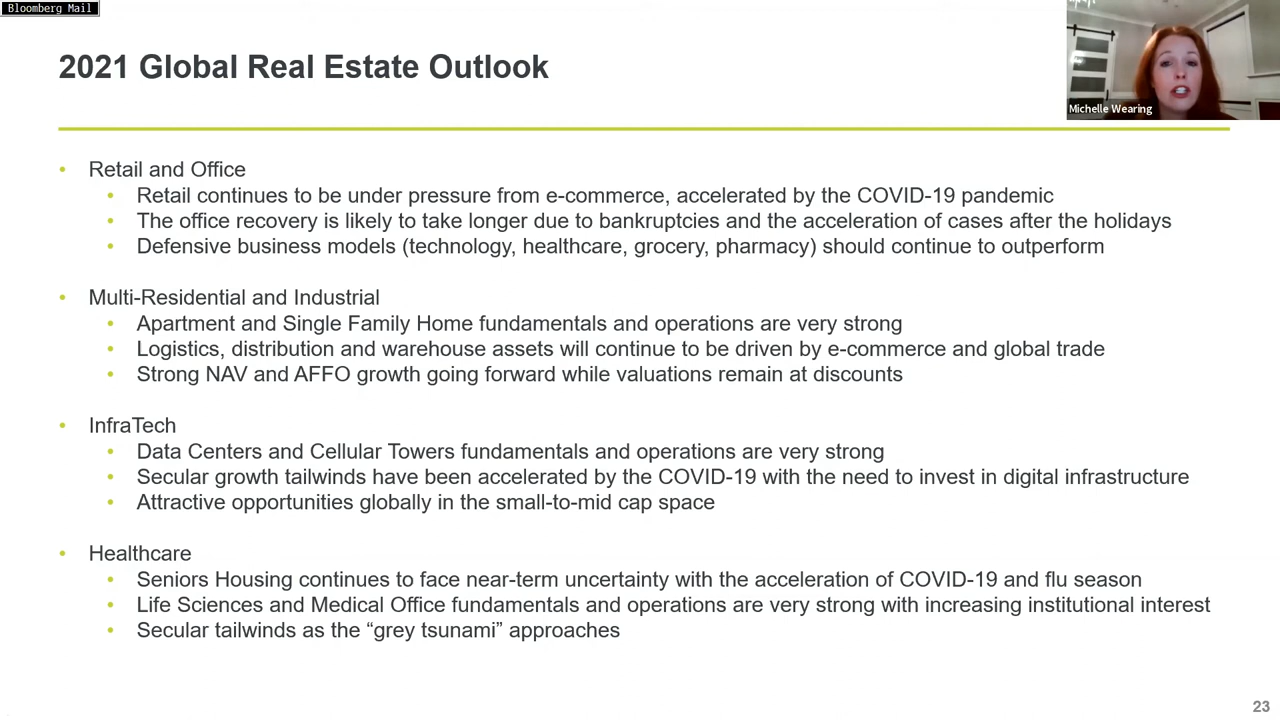 Bloomberg Mail
2021 Global Real Estate Outlook
Michelle Wearing
• Retail and Office
• Retail continues to be under pressure from e-commerce, accelerated by the COVID-19 pandemic
• The office recovery is likely to take longer due to bankruptcies and the acceleration of cases after the holidays
• Defensive business models (technology, healthcare, grocery, pharmacy) should continue to outperform
• Multi-Residential and Industrial
• Apartment and Single Family Home fundamentals and operations are very strong
• Logistics, distribution and warehouse assets will continue to be driven by e-commerce and global trade
• Strong NAV and AFFO growth going forward while valuations remain at discounts
• InfraTech
• Data Centers and Cellular Towers fundamentals and operations are very strong
• Secular growth tailwinds have been accelerated by the COVID-19 with the need to invest in digital infrastructure
• Attractive opportunities globally in the small-to-mid cap space
• Healthcare
• Seniors Housing continues to face near-term uncertainty with the acceleration of COVID-19 and flu season
• Life Sciences and Medical Office fundamentals and operations are very strong with increasing institutional interest
• Secular tailwinds as the “grey tsunami” approaches
23